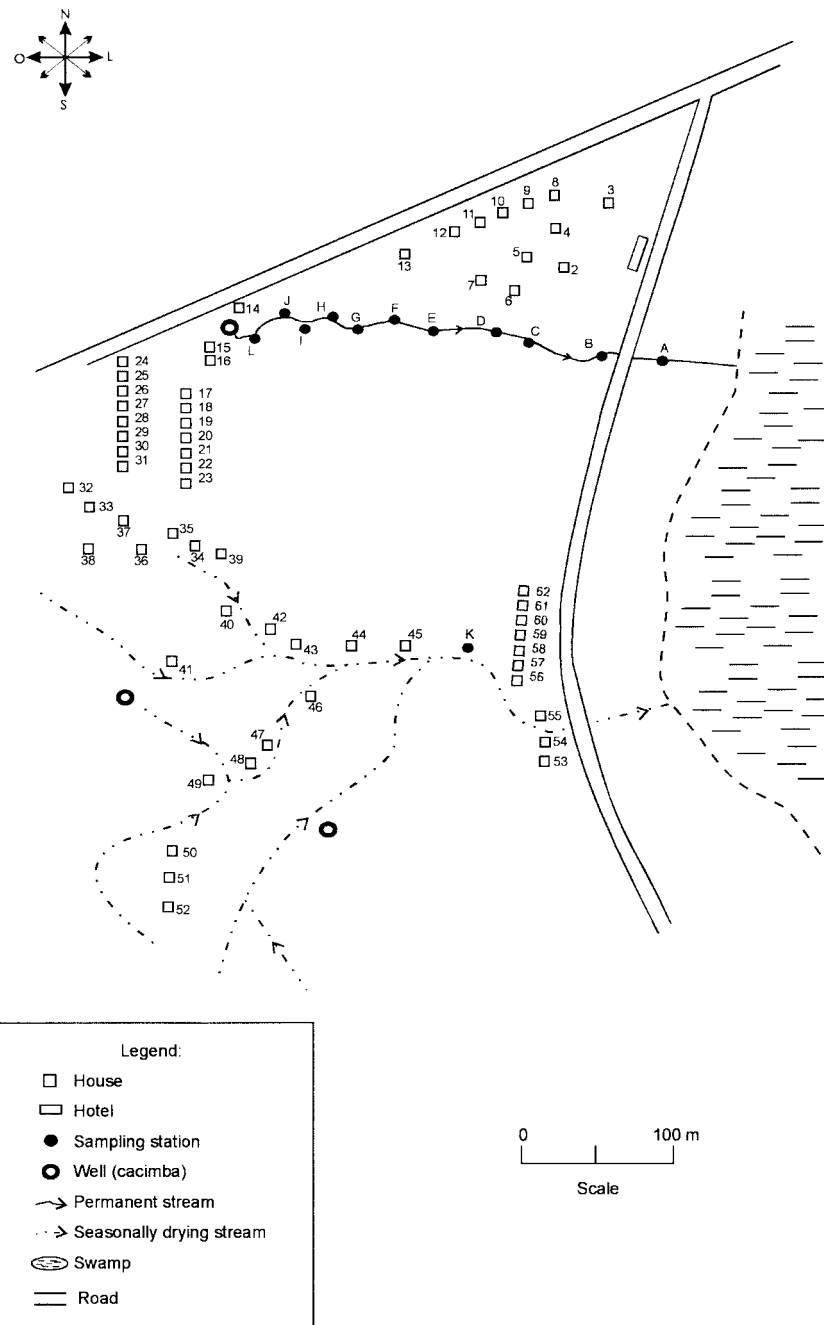 N
O L
S
8
9
3
10
11
12
4
13
5
2
7
6
14
J
H
F
G
E
D
C
I
L
B
A
15
16
24
25
26
27
28
29
30
31
17
18
19
20
21
22
23
32
33
37
35
38
36
34
39
40
42
43
44
45
K
41
46
47
48
49
50
51
52
62
61
60
59
58
57
56
55
54
53
Legend:
House
Hotel
Sampling station
Well (cacimba)
Permanent stream
Seasonally drying stream
Swamp
Road
0 100 m
Scale